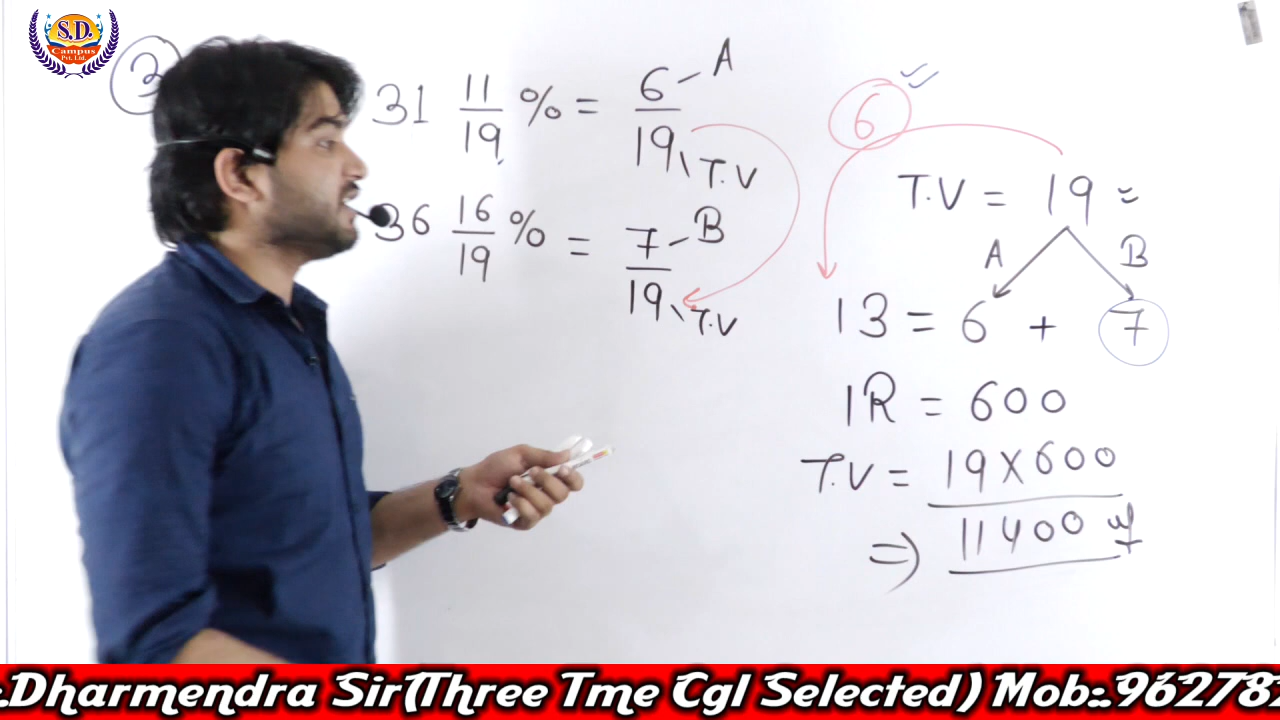 S.D.
Campus
Pvt. Ltd.
3
31 11/19 % = 6/19 - A
T.V
36 16/19 % = 7/19 - B
T.V
6
T.V = 19 =
A B
13 = 6 + 7
1R = 600
T.V = 19 X 600
=> 11400
.Dharmendra Sir(Three Tme Cgl Selected) Mob:.96278